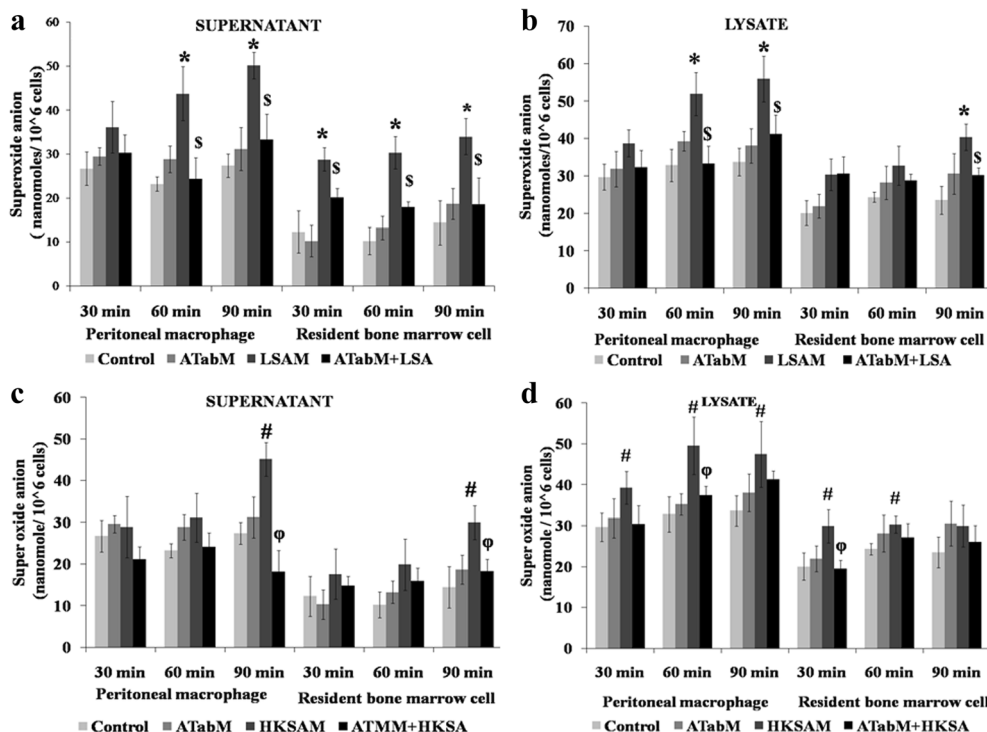 a
SUPERNATANT
Superoxide anion
( nanomoles/ 10^6 cells)
60
50
40
30
20
10
0
* * * * *
$ $ $ $ $
30 min 60 min 90 min 30 min 60 min 90 min
Peritoneal macrophage Resident bone marrow cell
Control ATabM LSAM ATabM+LSA
b
LYSATE
Superoxide anion
(nanomoles/10^6 cells)
70
60
50
40
30
20
10
0
* * *
$ $ $
30 min 60 min 90 min 30 min 60 min 90 min
Peritoneal macrophage Resident bone marrow cell
Control ATabM LSAM ATabM+LSA
c
SUPERNATANT
Super oxide anion
(nanomole/ 10^6 cells)
60
50
40
30
20
10
0
# #
φ φ
30 min 60 min 90 min 30 min 60 min 90 min
Peritoneal macrophage Resident bone marrow cell
Control ATabM HKSAM ATMM+HKSA
d
LYSATE
Super oxide anion
(nanomole / 10^6 cells)
60
50
40
30
20
10
0
# # # # #
φ φ
30 min 60 min 90 min 30 min 60 min 90 min
Peritoneal macrophage Resident bone marrow cell
Control ATabM HKSAM ATabM+HKSA